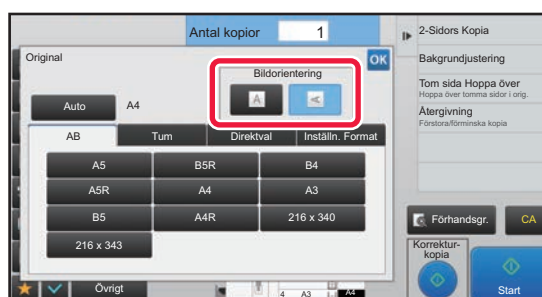 Antal kopior 1
Original
OK
Bildorientering
A A
Auto A4
AB Tum Direktval Inställn. Format
A5 B5R B4
A5R A4 A3
B5 A4R 216 x 340
216 x 343
Övrigt
4 A3 A4
2-Sidors Kopia
Bakgrundjustering
Tom sida Hoppa över
Hoppa över tomma sidor i orig.
Återgivning
Förstora/förminska kopia
Förhandsgr. CA
Korrektur-
kopia
Start